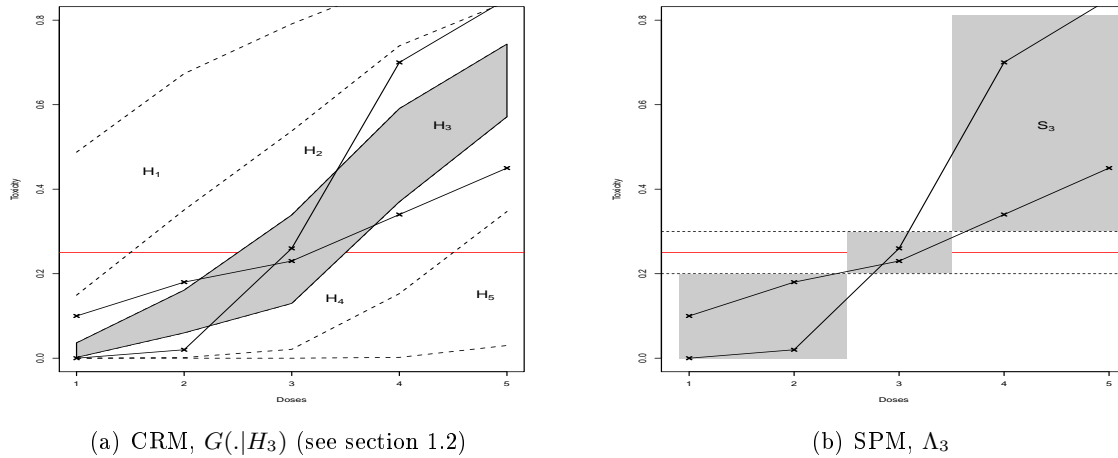 0.8
0.6
0.4
0.2
0.0
Toxicity
H1
H2
H3
H4
H5
1 2 3 4 5
Doses
0.8
0.6
0.4
0.2
0.0
Toxicity
S3
1 2 3 4 5
Doses
(a) CRM, G(.|H3) (see section 1.2)
(b) SPM, Λ3